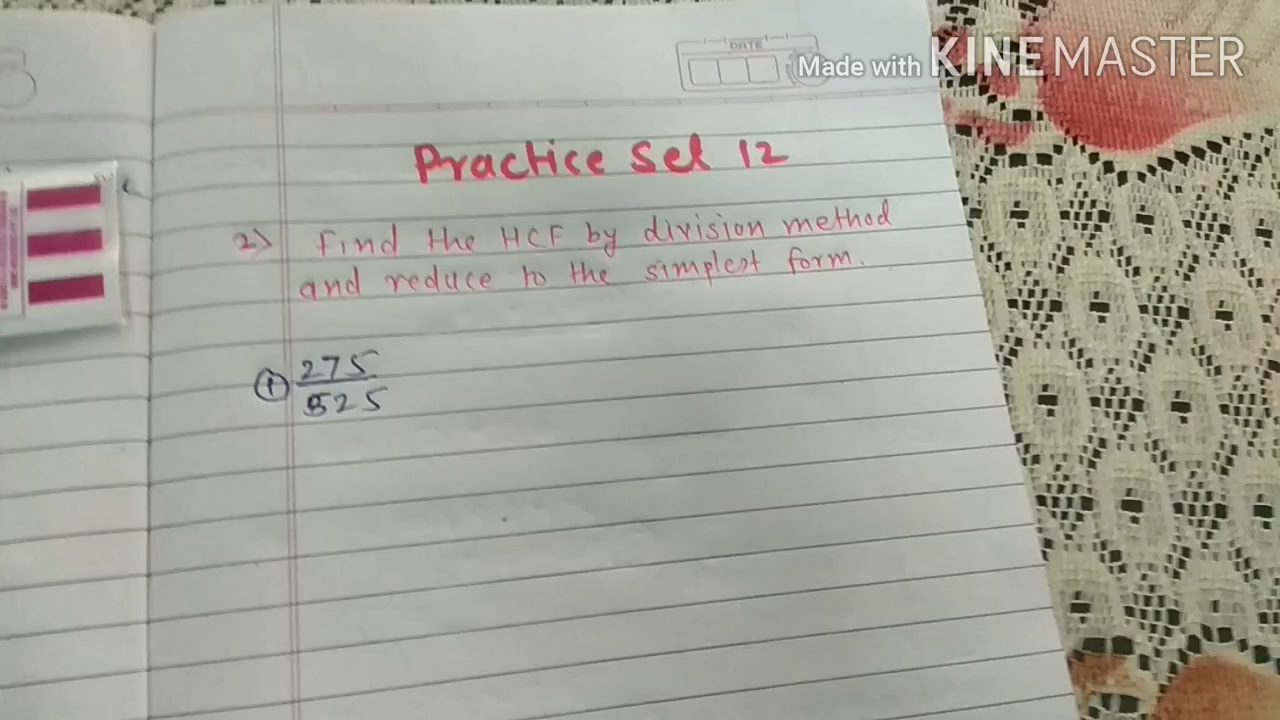 DATE
Made with KINEMASTER
Practice Set 12
2) Find the HCF by division method
and reduce to the simplest form.
① 275
525